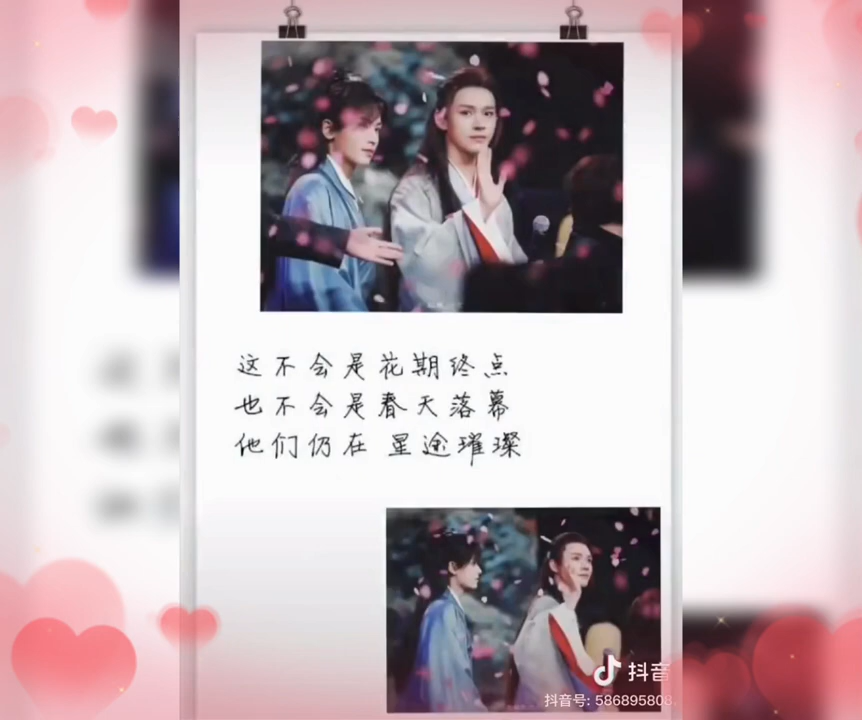 这不会是花期终点
也不会是春天落幕
他们仍在 星途璀璨
抖音
抖音号: 586895808